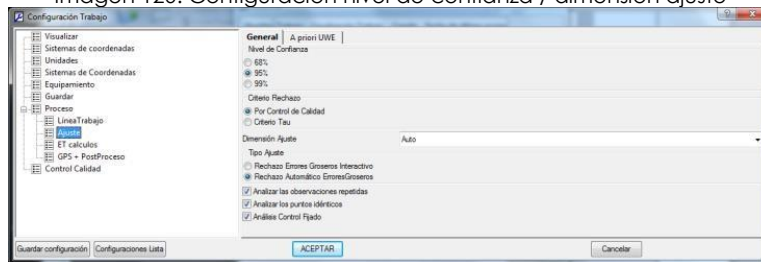 Imagen 125. Configuración nivel de confianza / dimensión ajuste
Configuración Trabajo
Visualizar
Sistemas de coordenadas
Unidades
Sistemas de Coordenadas
Equipamiento
Guardar
Proceso
LíneaTrabajo
Ajuste
ET calculos
GPS + PostProceso
Control Calidad
General
A priori UWE
Nivel de Confianza
68%
95%
99%
Criterio Rechazo
Por Control de Calidad
Criterio Tau
Dimensión Ajuste
Auto
Tipo Ajuste
Rechazo Errores Groseros Interactivo
Rechazo Automático ErroresGroseros
Analizar las observaciones repetidas
Analizar los puntos idénticos
Análisis Control Fijado
Guardar configuración
Configuraciones Lista
ACEPTAR
Cancelar